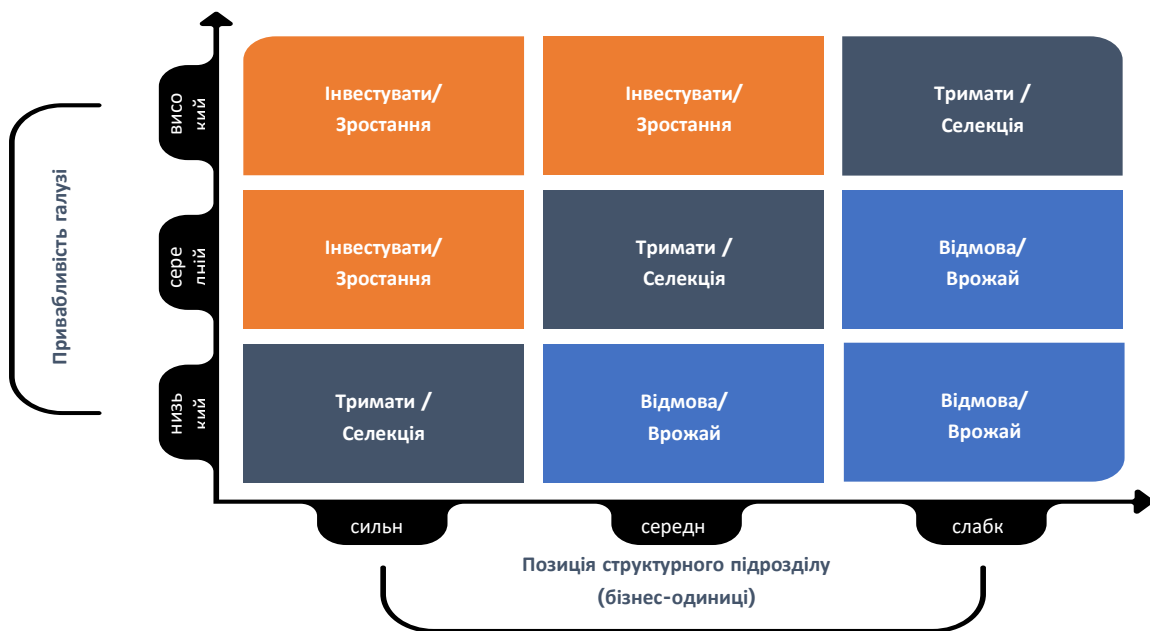 Привабливість галузі
висо
кий
Інвестувати/
Зростання
Інвестувати/
Зростання
Тримати /
Селекція
сере
лній
Інвестувати/
Зростання
Тримати /
Селекція
Відмова/
Врожай
низь
кий
Тримати /
Селекція
Відмова/
Врожай
Відмова/
Врожай
сильн
середн
слабк
Позиція структурного підрозділу
(бізнес-одиниці)